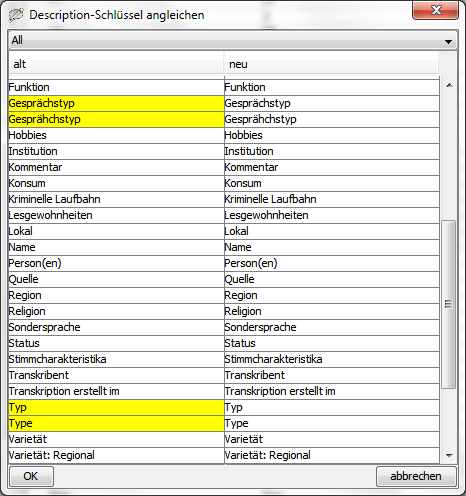 Description-Schlüssel angleichen
All
alt neu
Funktion Funktion
Gesprächstyp Gesprächstyp
Gesprähchstyp Gesprähchstyp
Hobbies Hobbies
Institution Institution
Kommentar Kommentar
Konsum Konsum
Kriminelle Laufbahn Kriminelle Laufbahn
Lesgewohnheiten Lesgewohnheiten
Lokal Lokal
Name Name
Person(en) Person(en)
Quelle Quelle
Region Region
Religion Religion
Sondersprache Sondersprache
Status Status
Stimmcharakteristika Stimmcharakteristika
Transkribent Transkribent
Transkription erstellt im Transkription erstellt im
Typ Typ
Type Type
Varietät Varietät
Varietät: Regional Varietät: Regional
OK abbrechen